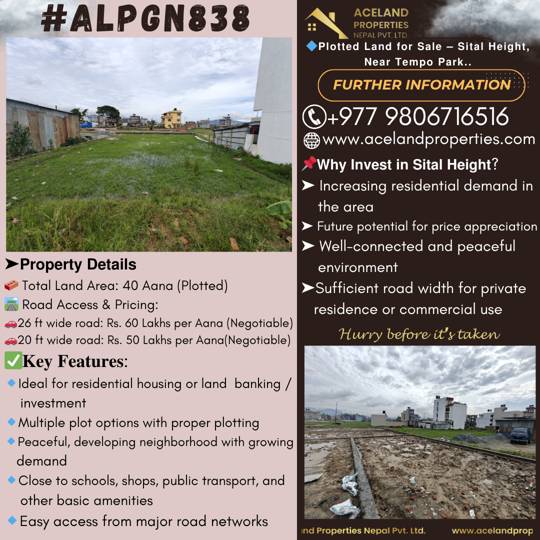 #ALPGN838
➤Property Details
Total Land Area: 40 Aana (Plotted)
Road Access & Pricing:
26 ft wide road: Rs. 60 Lakhs per Aana (Negotiable)
20 ft wide road: Rs. 50 Lakhs per Aana(Negotiable)
Key Features:
Ideal for residential housing or land banking /
investment
Multiple plot options with proper plotting
Peaceful, developing neighborhood with growing
demand
Close to schools, shops, public transport, and
other basic amenities
Easy access from major road networks
ACELAND
PROPERTIES
NEPAL PVT. LTD.
Plotted Land for Sale – Sital Height,
Near Tempo Park..
FURTHER INFORMATION
+977 9806716516
www.acelandproperties.com
Why Invest in Sital Height?
➤ Increasing residential demand in
the area
➤ Future potential for price appreciation
➤ Well-connected and peaceful
environment
➤Sufficient road width for private
residence or commercial use
Hurry before it's taken
nd Properties Nepal Pvt. Ltd.
www.acelandprop